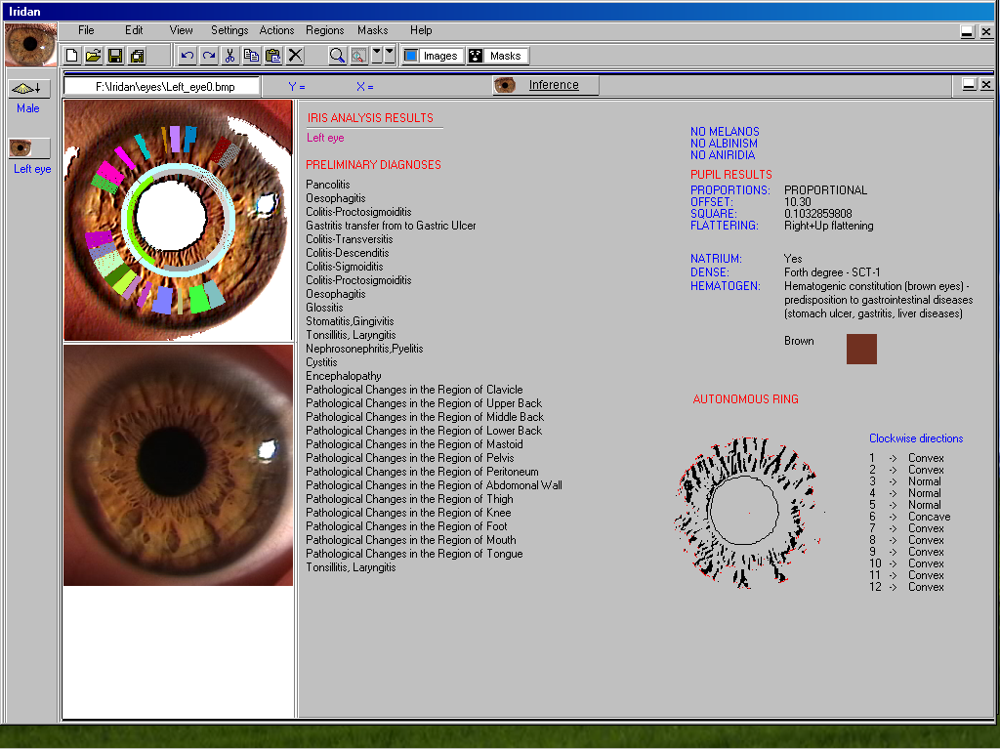 Iridan
File Edit View Settings Actions Regions Masks Help
Images Masks
F:\Iridan\eyes\Left_eye0.bmp Y = X = Inference
Male
Left eye
IRIS ANALYSIS RESULTS
Left eye
PRELIMINARY DIAGNOSES
Pancolitis
Oesophagitis
Colitis-Proctosigmoiditis
Gastritis transfer from to Gastric Ulcer
Colitis-Transversitis
Colitis-Descenditis
Colitis-Sigmoiditis
Colitis-Proctosigmoiditis
Oesophagitis
Glossitis
Stomatitis,Gingivitis
Tonsillitis, Laryngitis
Nephrosonephritis,Pyelitis
Cystitis
Encephalopathy
Pathological Changes in the Region of Clavicle
Pathological Changes in the Region of Upper Back
Pathological Changes in the Region of Middle Back
Pathological Changes in the Region of Lower Back
Pathological Changes in the Region of Mastoid
Pathological Changes in the Region of Pelvis
Pathological Changes in the Region of Peritoneum
Pathological Changes in the Region of Abdomonal Wall
Pathological Changes in the Region of Thigh
Pathological Changes in the Region of Knee
Pathological Changes in the Region of Foot
Pathological Changes in the Region of Mouth
Pathological Changes in the Region of Tongue
Tonsillitis, Laryngitis
NO MELANOS
NO ALBINISM
NO ANIRIDIA
PUPIL RESULTS
PROPORTIONS: PROPORTIONAL
OFFSET: 10.30
SQUARE: 0.1032859808
FLATTERING: Right+Up flattening
NATRIUM: Yes
DENSE: Forth degree - SCT-1
HEMATOGEN: Hematogenic constitution (brown eyes) -
predisposition to gastrointestinal diseases
(stomach ulcer, gastritis, liver diseases)
Brown
AUTONOMOUS RING
Clockwise directions
1 -> Convex
2 -> Convex
3 -> Normal
4 -> Normal
5 -> Normal
6 -> Concave
7 -> Convex
8 -> Convex
9 -> Convex
10 -> Convex
11 -> Convex
12 -> Convex